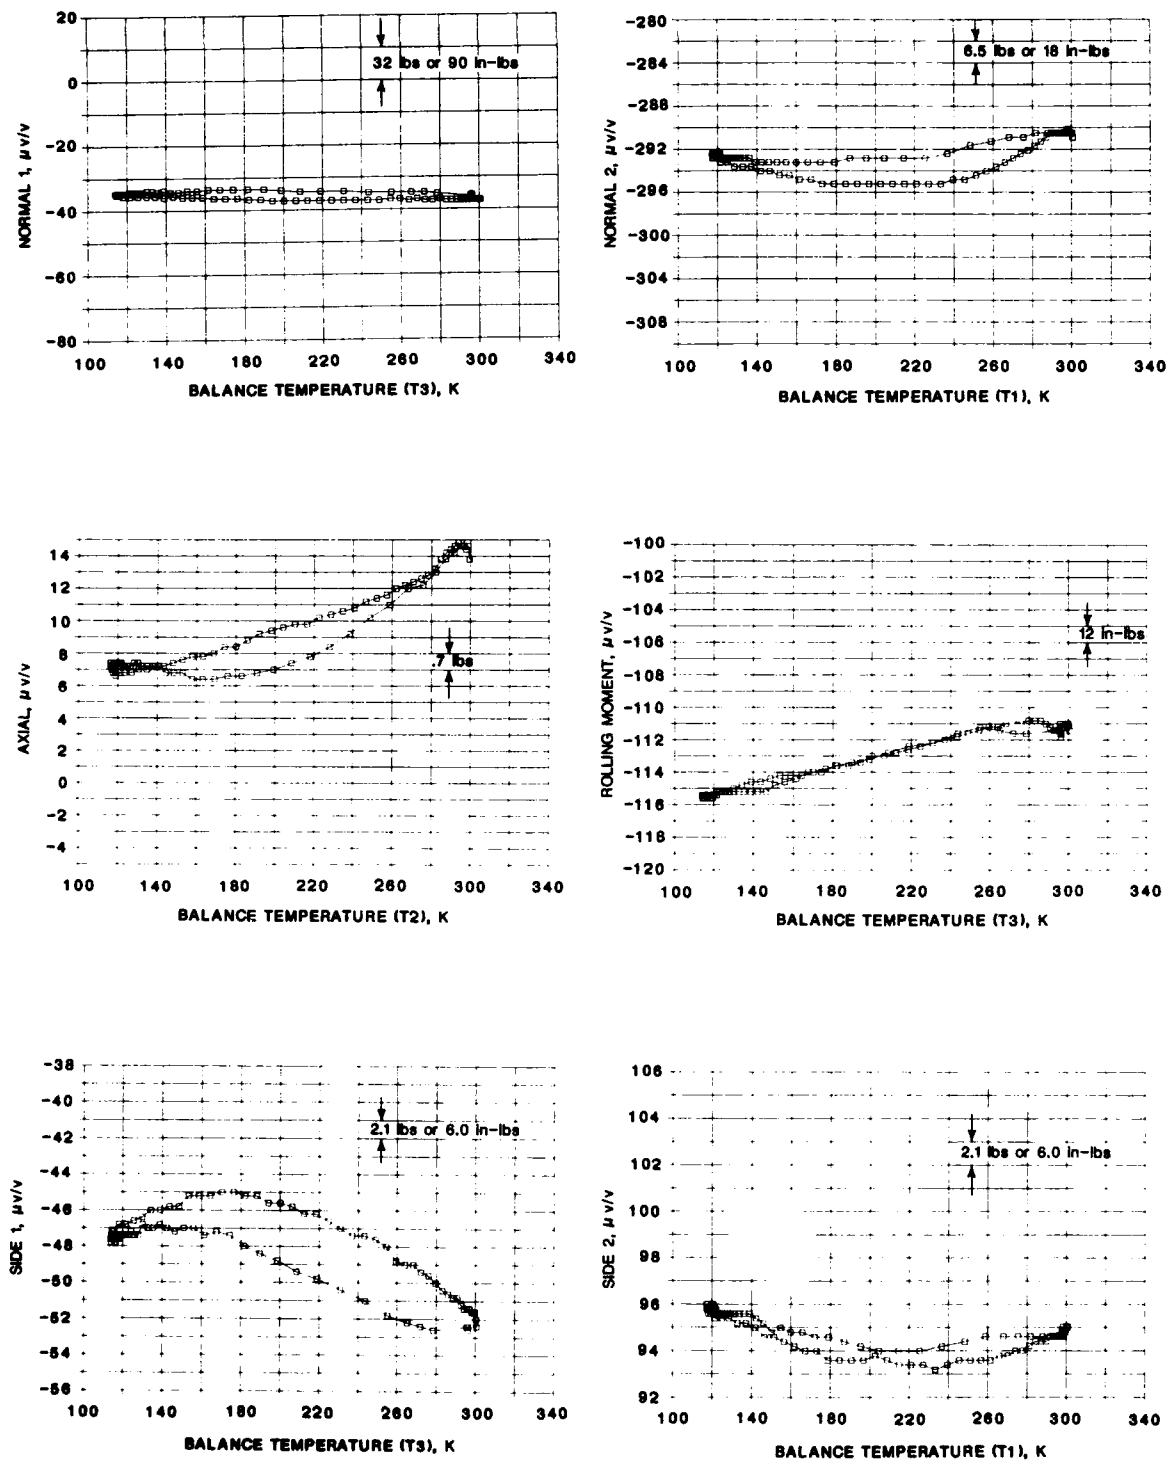 20
0
-20
-40
-60
-80
NORMAL 1, μv/v
32 lbs or 90 in-lbs
100 140 180 220 260 300 340
BALANCE TEMPERATURE (T3), K
-280
-284
-288
-292
-296
-300
-304
-308
NORMAL 2, μv/v
6.5 lbs or 18 in-lbs
100 140 180 220 260 300 340
BALANCE TEMPERATURE (T1), K
14
12
10
8
6
4
2
0
-2
-4
AXIAL, μv/v
.7 lbs
100 140 180 220 260 300 340
BALANCE TEMPERATURE (T2), K
-100
-102
-104
-106
-108
-110
-112
-114
-116
-118
-120
ROLLING MOMENT, μv/v
12 in-lbs
100 140 180 220 260 300 340
BALANCE TEMPERATURE (T3), K
-38
-40
-42
-44
-46
-48
-50
-52
-54
-56
SIDE 1, μv/v
2.1 lbs or 6.0 in-lbs
100 140 180 220 260 300 340
BALANCE TEMPERATURE (T3), K
106
104
102
100
98
96
94
92
SIDE 2, μv/v
2.1 lbs or 6.0 in-lbs
100 140 180 220 260 300 340
BALANCE TEMPERATURE (T1), K